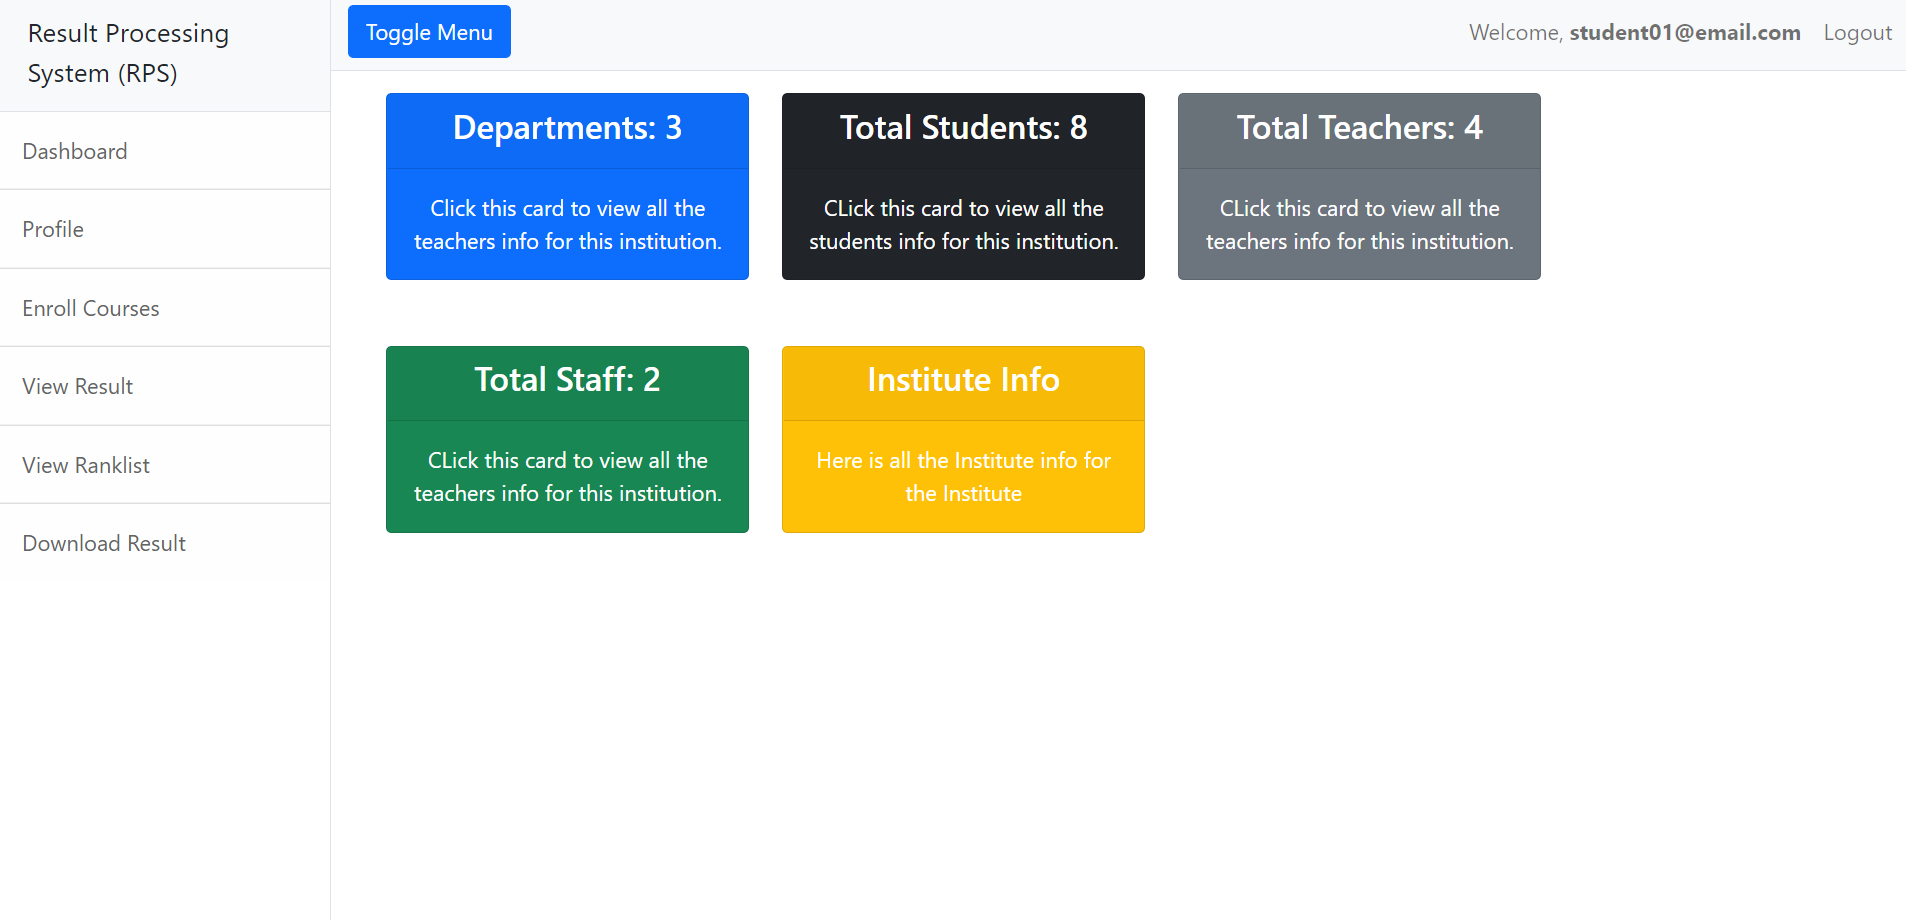 Result Processing
System (RPS)
Toggle Menu
Welcome, student01@email.com
Logout
Dashboard
Profile
Enroll Courses
View Result
View Ranklist
Download Result
Departments: 3
Click this card to view all the
teachers info for this institution.
Total Students: 8
CLick this card to view all the
students info for this institution.
Total Teachers: 4
CLick this card to view all the
teachers info for this institution.
Total Staff: 2
CLick this card to view all the
teachers info for this institution.
Institute Info
Here is all the Institute info for
the Institute